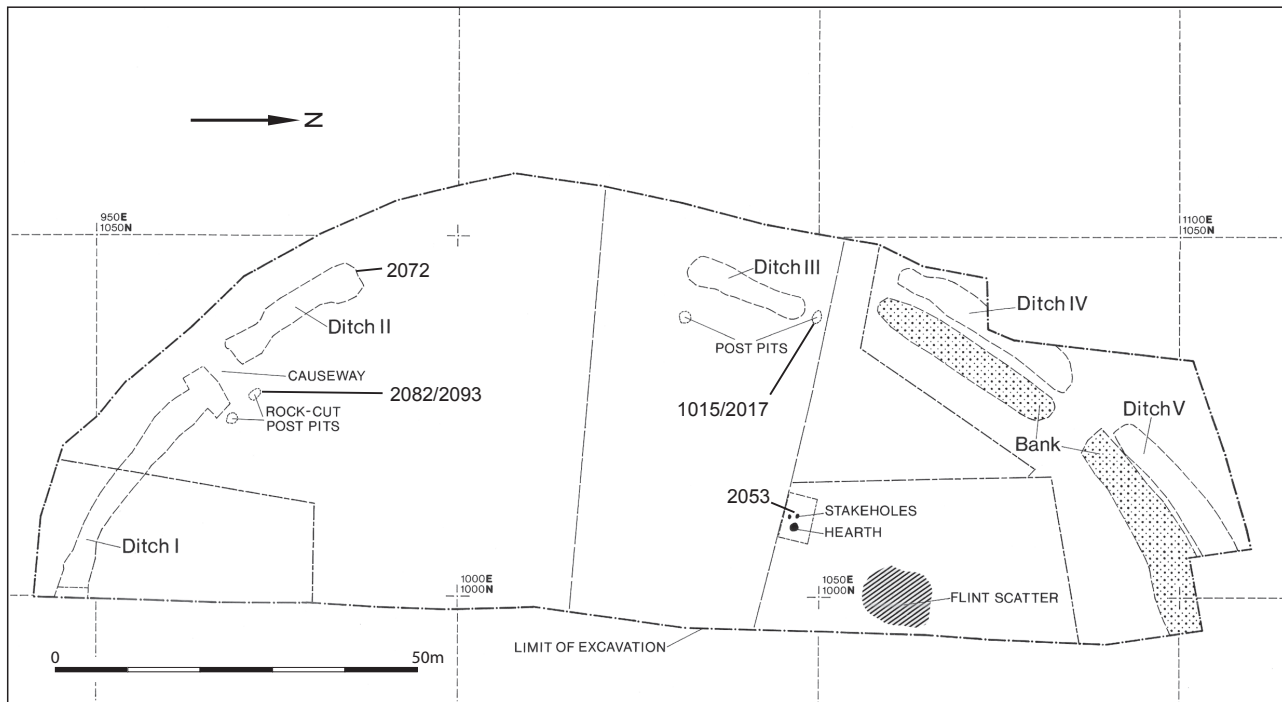 N
950E
1050N
1100E
1050N
2072
Ditch II
Ditch III
Ditch IV
POST PITS
CAUSEWAY
2082/2093
ROCK-CUT
POST PITS
1015/2017
Ditch V
Bank
2053
STAKEHOLES
HEARTH
Ditch I
1000E
1000N
1050E
1000N
FLINT SCATTER
LIMIT OF EXCAVATION
0
50m